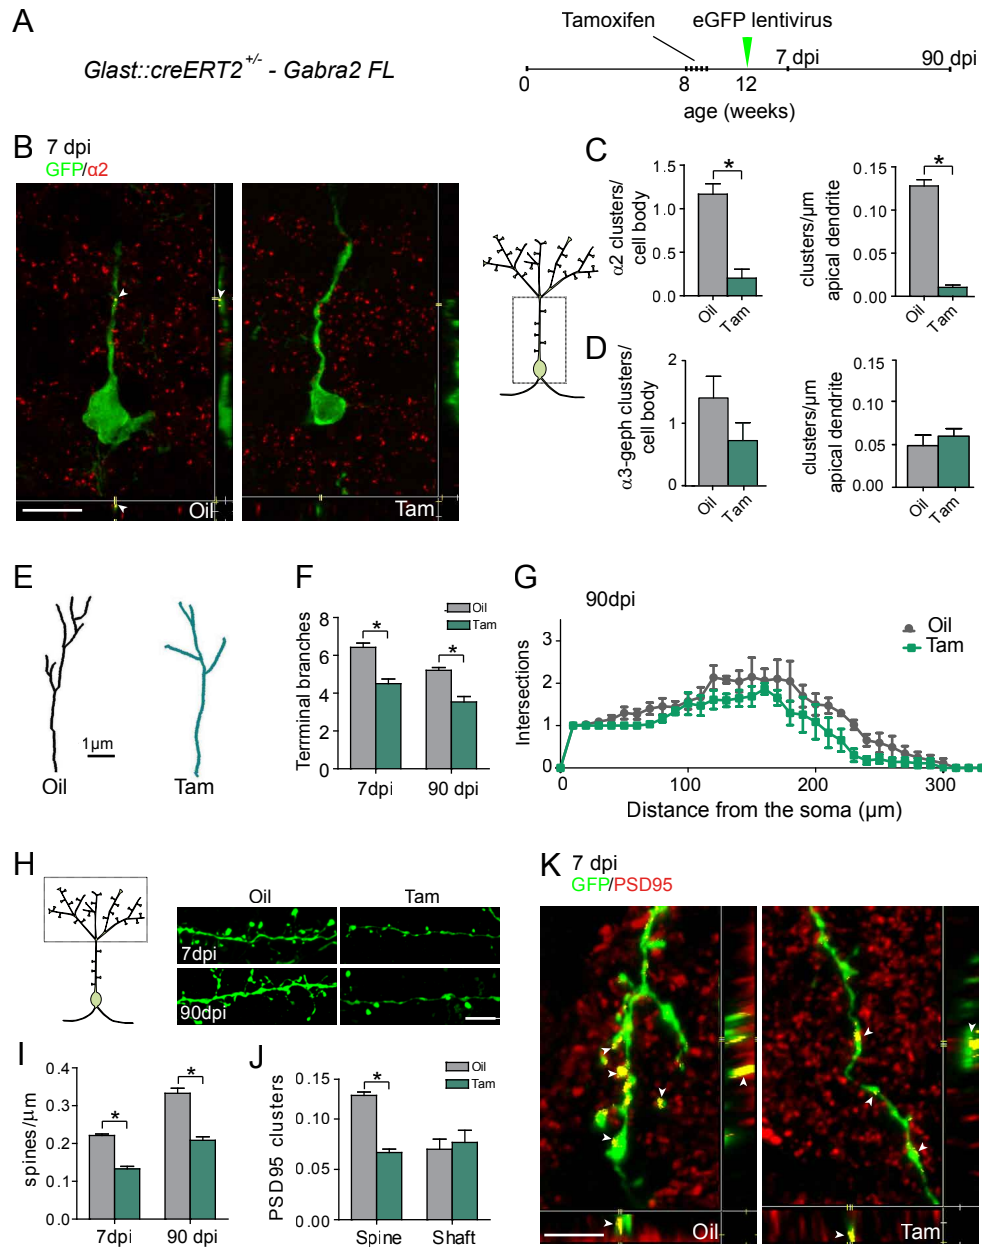 A
Glast::creERT2+/- - Gabra2 FL
Tamoxifen eGFP lentivirus
7 dpi 90 dpi
0 8 12
age (weeks)
B 7 dpi
GFP/α2
Oil Tam
C
α2 clusters/
cell body
1.5
1.0
0.5
0.0
Oil Tam
*
clusters/µm
apical dendrite
0.15
0.10
0.05
0.00
Oil Tam
*
D
α3-geph clusters/
cell body
2
1
0
Oil Tam
clusters/µm
apical dendrite
0.15
0.10
0.05
0.00
Oil Tam
E
1µm
Oil Tam
F
Terminal branches
8
6
4
2
0
* *
Oil
Tam
7dpi 90 dpi
G
90dpi
Intersections
3
2
1
0
Oil
Tam
0 100 200 300
Distance from the soma (µm)
H
Oil Tam
7dpi
90dpi
I
spines/µm
0.4
0.3
0.2
0.1
0.0
* *
7dpi 90 dpi
J
PSD95 clusters
0.15
0.10
0.05
0.00
*
Oil
Tam
Spine Shaft
K 7 dpi
GFP/PSD95
Oil Tam